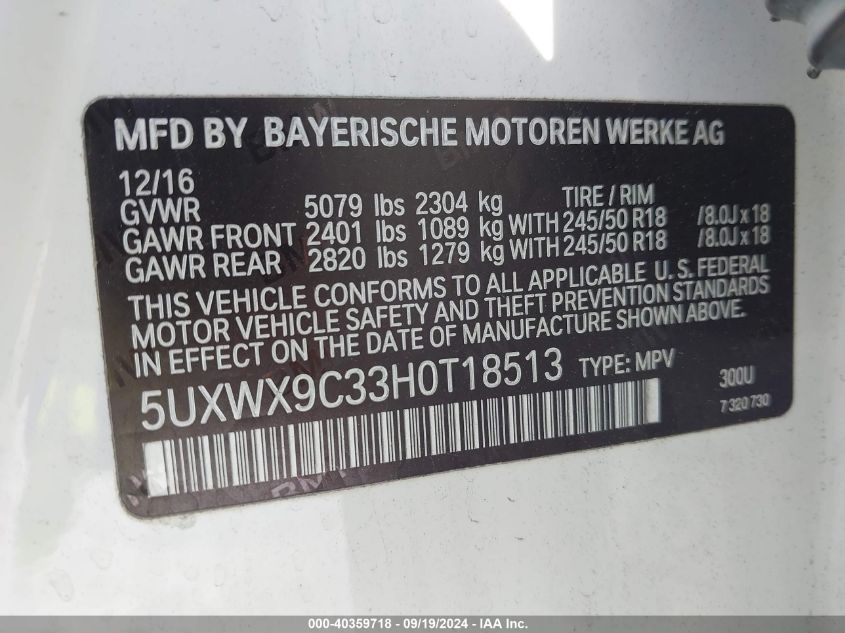 MFD BY BAYERISCHE MOTOREN WERKE AG
12/16 TIRE / RIM
GVWR 5079 lbs 2304 kg
GAWR FRONT 2401 lbs 1089 kg WITH 245/50 R18 /8.0J x 18
GAWR REAR 2820 lbs 1279 kg WITH 245/50 R18 /8.0J x 18
THIS VEHICLE CONFORMS TO ALL APPLICABLE U.S. FEDERAL
MOTOR VEHICLE SAFETY AND THEFT PREVENTION STANDARDS
IN EFFECT ON THE DATE OF MANUFACTURE SHOWN ABOVE.
5UXWX9C33H0T18513 TYPE: MPV 300U
7 320 730
000-40359718 - 09/19/2024 - IAA Inc.